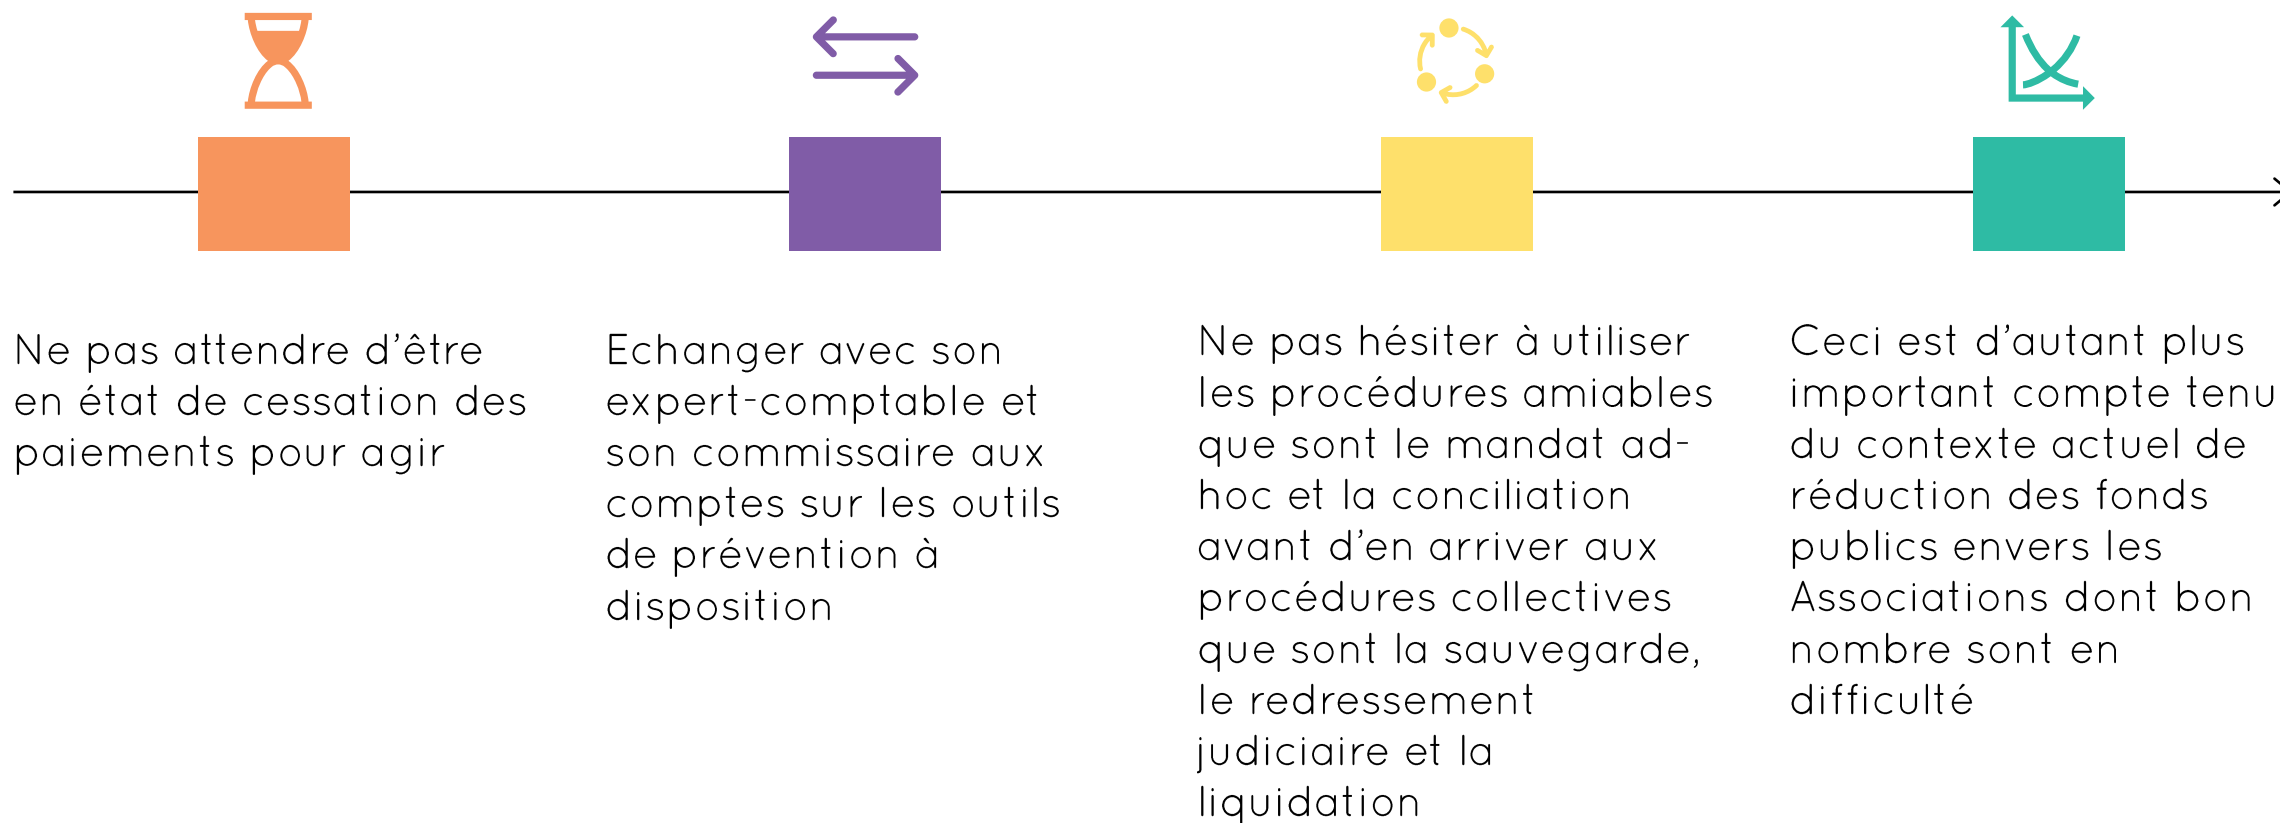 Ne pas attendre d'être
en état de cessation des
paiements pour agir
Echanger avec son
expert-comptable et
son commissaire aux
comptes sur les outils
de prévention à
disposition
Ne pas hésiter à utiliser
les procédures amiables
que sont le mandat ad-
hoc et la conciliation
avant d'en arriver aux
procédures collectives
que sont la sauvegarde,
le redressement
judiciaire et la
liquidation
Ceci est d'autant plus
important compte tenu
du contexte actuel de
réduction des fonds
publics envers les
Associations dont bon
nombre sont en
difficulté